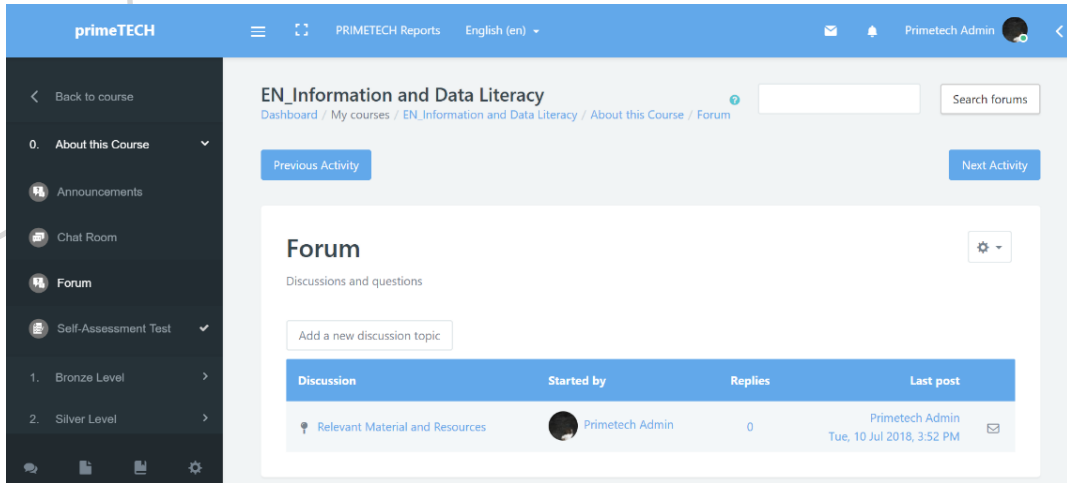 primeTECH
PRIMETECH Reports
English (en)
Primetech Admin
Back to course
0. About this Course
Announcements
Chat Room
Forum
Self-Assessment Test
1. Bronze Level
2. Silver Level
EN_Information and Data Literacy
Dashboard / My courses / EN_Information and Data Literacy / About this Course / Forum
Search forums
Previous Activity
Next Activity
Forum
Discussions and questions
Add a new discussion topic
Discussion Started by Replies Last post
Relevant Material and Resources Primetech Admin 0 Primetech Admin
Tue, 10 Jul 2018, 3:52 PM